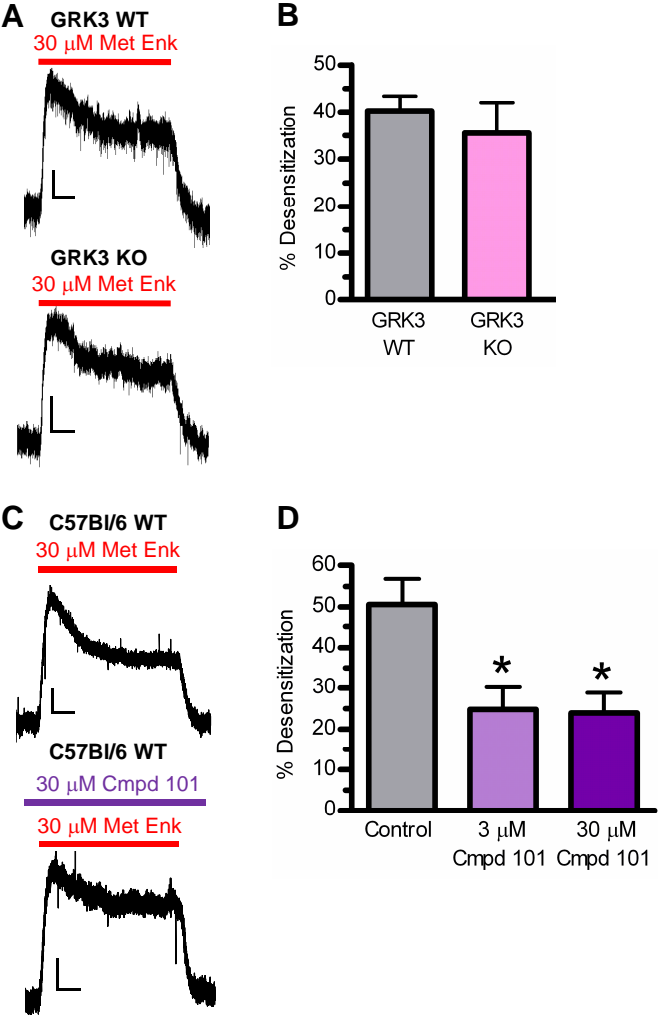 A
GRK3 WT
30 μM Met Enk
GRK3 KO
30 μM Met Enk
B
% Desensitization
50
40
30
20
10
0
GRK3
WT
GRK3
KO
C
C57Bl/6 WT
30 μM Met Enk
C57Bl/6 WT
30 μM Cmpd 101
30 μM Met Enk
D
% Desensitization
60
50
40
30
20
10
0
*
*
Control
3 μM
Cmpd 101
30 μM
Cmpd 101